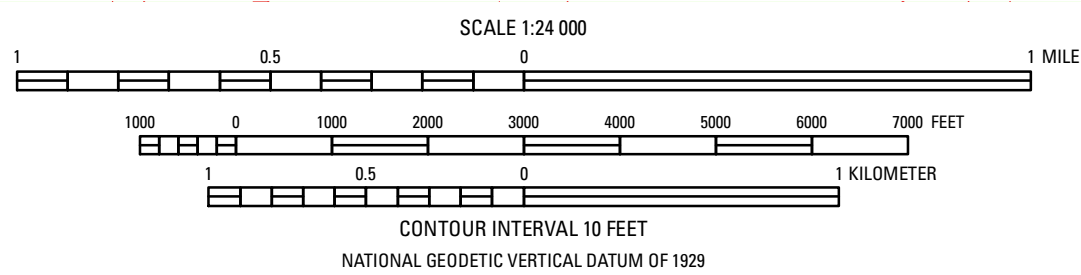 SCALE 1:24 000
1 0.5 0 1 MILE
1000 0 1000 2000 3000 4000 5000 6000 7000 FEET
1 0.5 0 1 KILOMETER
CONTOUR INTERVAL 10 FEET
NATIONAL GEODETIC VERTICAL DATUM OF 1929